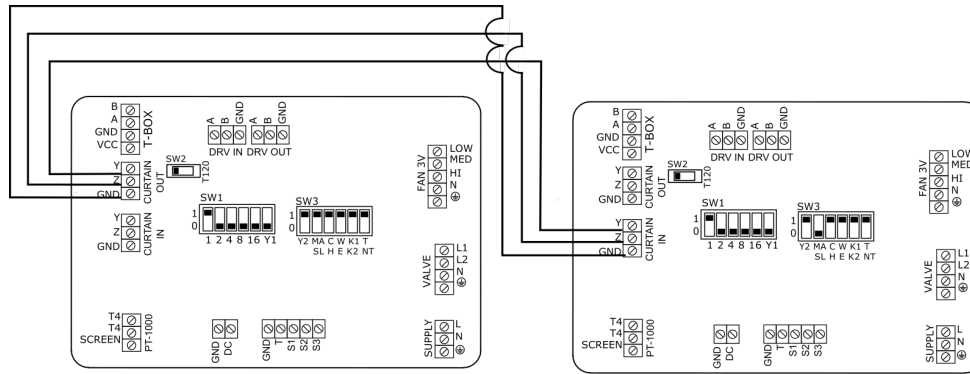 B
A
GND
VCC
T-BOX
A
B
GND
A
B
GND
DRV IN
DRV OUT
LOW
MED
HI
N
FAN 3V
Y
Z
GND
CURTAIN
OUT
SW2
T120
Y
Z
GND
CURTAIN
IN
SW1
1
0
1 2 4 8 16 Y1
SW3
Y2 MA C W K1 T
SL H E K2 NT
L1
L2
N
VALVE
T4
T4
SCREEN
PT-1000
GND
DC
GND
T
S1
S2
S3
L
N
SUPPLY
B
A
GND
VCC
T-BOX
A
B
GND
A
B
GND
DRV IN
DRV OUT
LOW
MED
HI
N
FAN 3V
Y
Z
GND
CURTAIN
OUT
SW2
T120
Y
Z
GND
CURTAIN
IN
SW1
1
0
1 2 4 8 16 Y1
SW3
Y2 MA C W K1 T
SL H E K2 NT
L1
L2
N
VALVE
T4
T4
SCREEN
PT-1000
GND
DC
GND
T
S1
S2
S3
L
N
SUPPLY